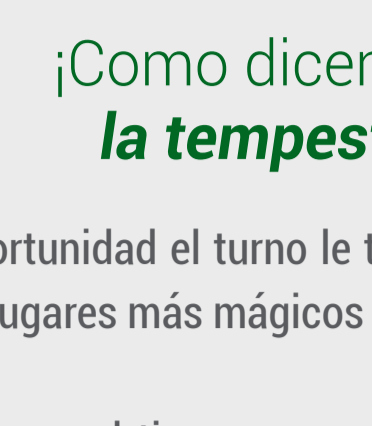 ¡Como dicen
la tempest
ortunidad el turno le t
ugares más mágicos